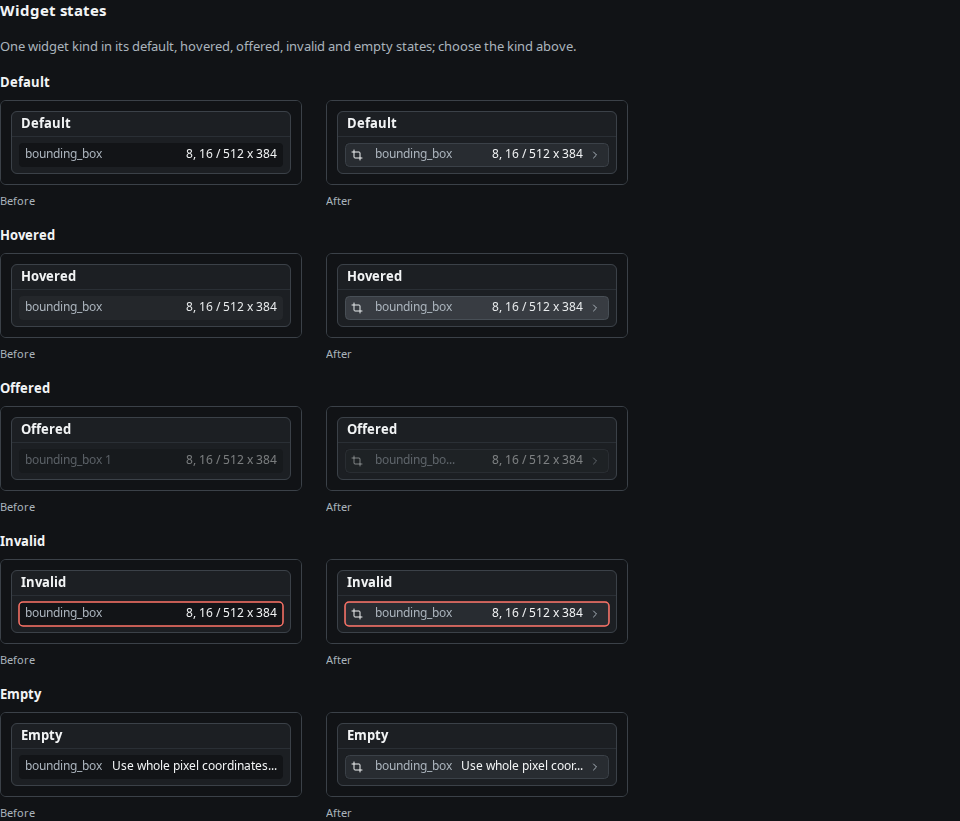 Widget states
One widget kind in its default, hovered, offered, invalid and empty states; choose the kind above.
Default
Default
bounding_box 8, 16 / 512 x 384
Before
Default
bounding_box 8, 16 / 512 x 384
After
Hovered
Hovered
bounding_box 8, 16 / 512 x 384
Before
Hovered
bounding_box 8, 16 / 512 x 384
After
Offered
Offered
bounding_box 1 8, 16 / 512 x 384
Before
Offered
bounding_bo... 8, 16 / 512 x 384
After
Invalid
Invalid
bounding_box 8, 16 / 512 x 384
Before
Invalid
bounding_box 8, 16 / 512 x 384
After
Empty
Empty
bounding_box Use whole pixel coordinates...
Before
Empty
bounding_box Use whole pixel coor...
After